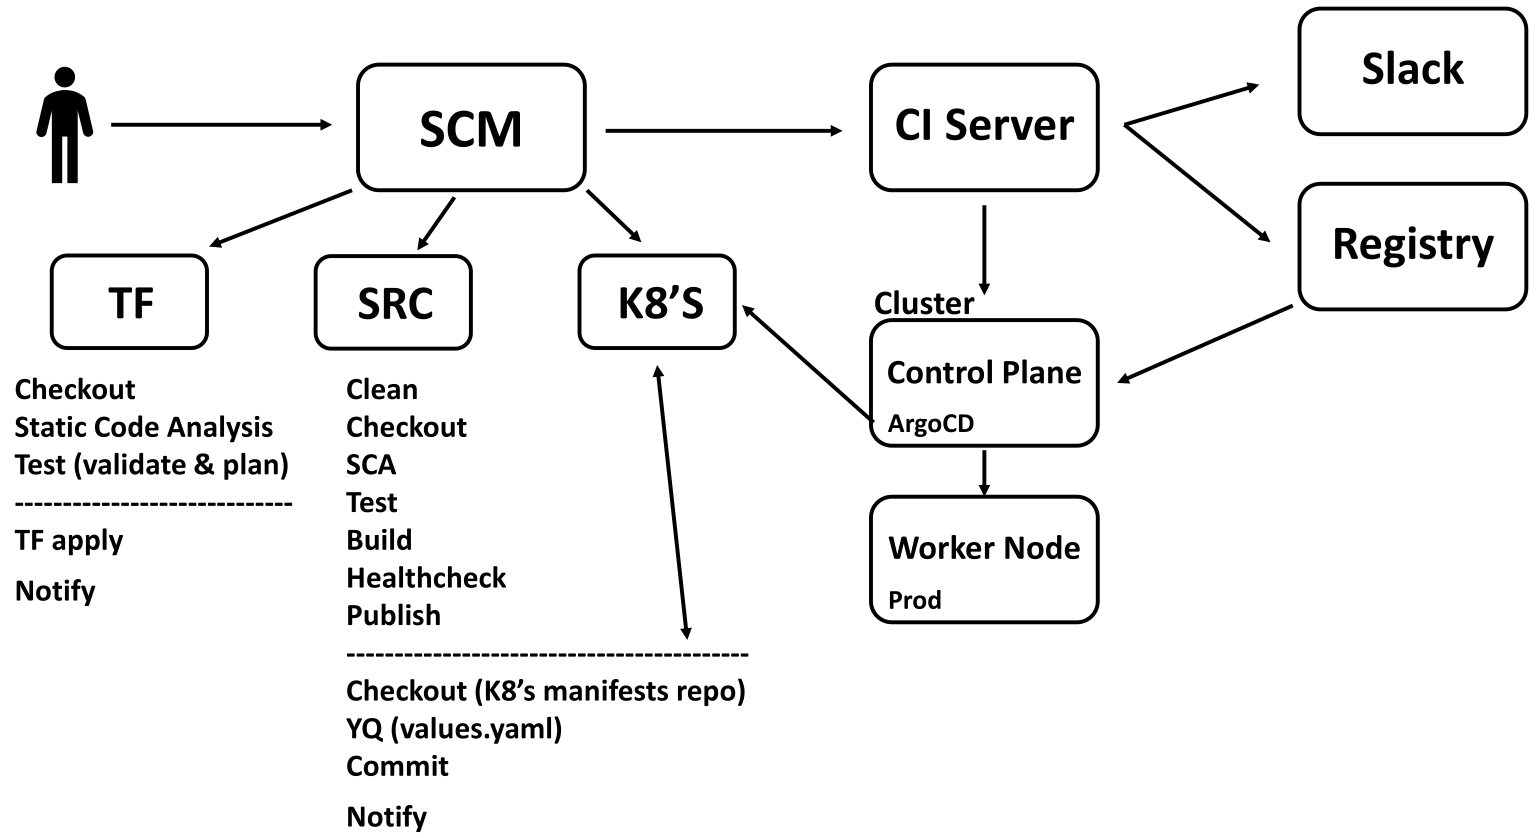 SCM
CI Server
Slack
Registry
TF
SRC
K8’S
Cluster
Control Plane
ArgoCD
Worker Node
Prod
Checkout
Static Code Analysis
Test (validate & plan)
-----------------------------
TF apply
Notify
Clean
Checkout
SCA
Test
Build
Healthcheck
Publish
------------------------------------------
Checkout (K8’s manifests repo)
YQ (values.yaml)
Commit
Notify